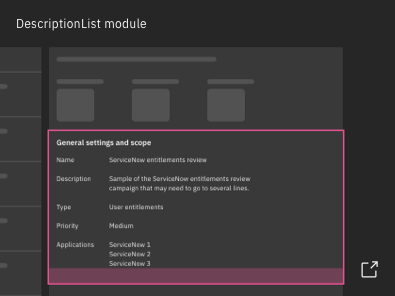 DescriptionList module
General settings and scope
Name ServiceNow entitlements review
Description Sample of the ServiceNow entitlements review
campaign that may need to go to several lines.
Type User entitlements
Priority Medium
Applications ServiceNow 1
ServiceNow 2
ServiceNow 3